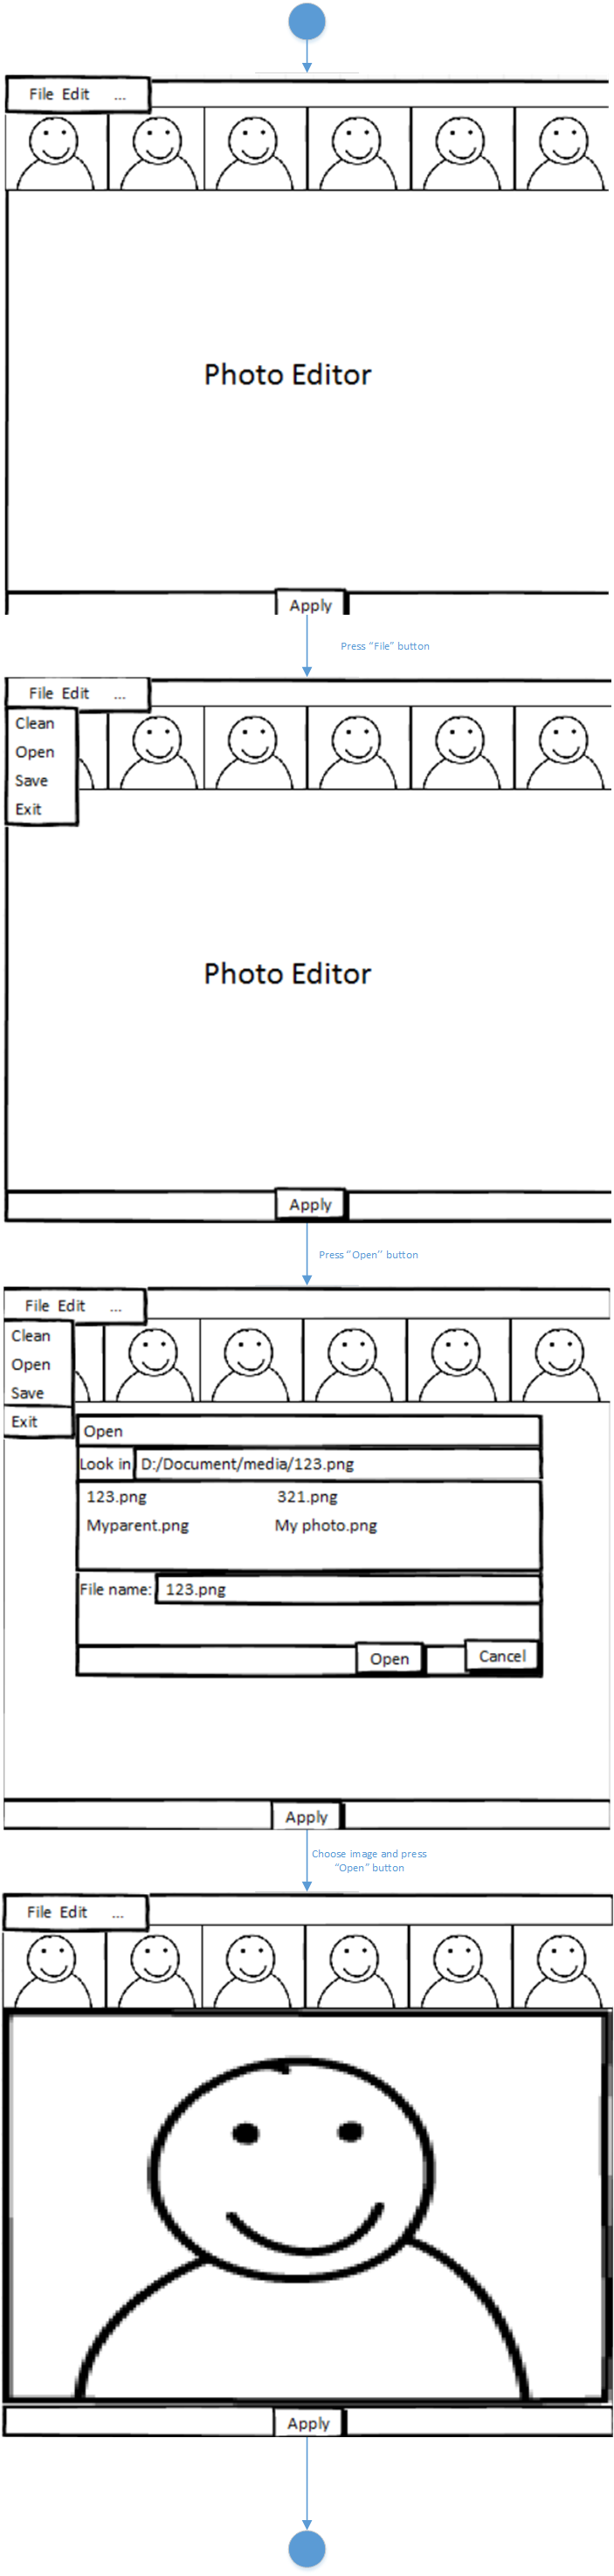 File Edit ...
Photo Editor
Apply
Press "File" button
File Edit ...
Clean
Open
Save
Exit
Photo Editor
Apply
Press "Open" button
File Edit ...
Clean
Open
Save
Exit
Open
Look in D:/Document/media/123.png
123.png 321.png
Myparent.png My photo.png
File name: 123.png
Open Cancel
Apply
Choose image and press
"Open" button
File Edit ...
Apply